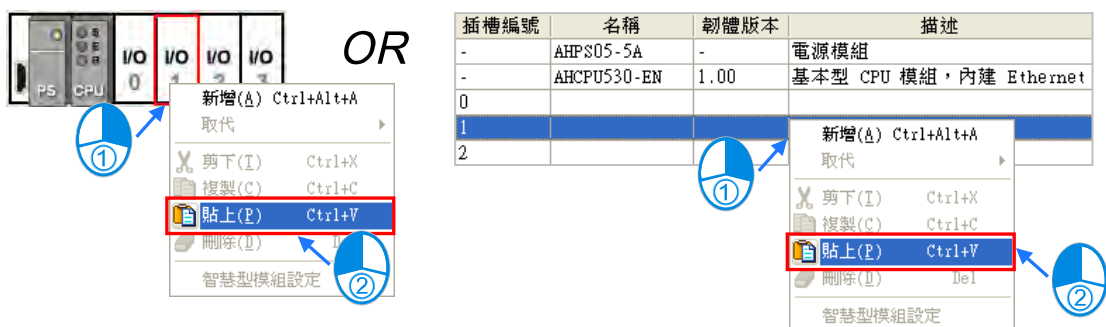 PS CPU
I/O I/O I/O I/O
0 1 2 3
新增(A) Ctrl+Alt+A
取代
剪下(T) Ctrl+X
複製(C) Ctrl+C
貼上(P) Ctrl+V
刪除(D)
智慧型模組設定
①
②
OR
插槽編號 名稱 韌體版本 描述
- AHPS05-5A - 電源模組
- AHCPU530-EN 1.00 基本型 CPU 模組，內建 Ethernet
0
1
2
新增(A) Ctrl+Alt+A
取代
剪下(T) Ctrl+X
複製(C) Ctrl+C
貼上(P) Ctrl+V
刪除(D) Del
智慧型模組設定
①
②